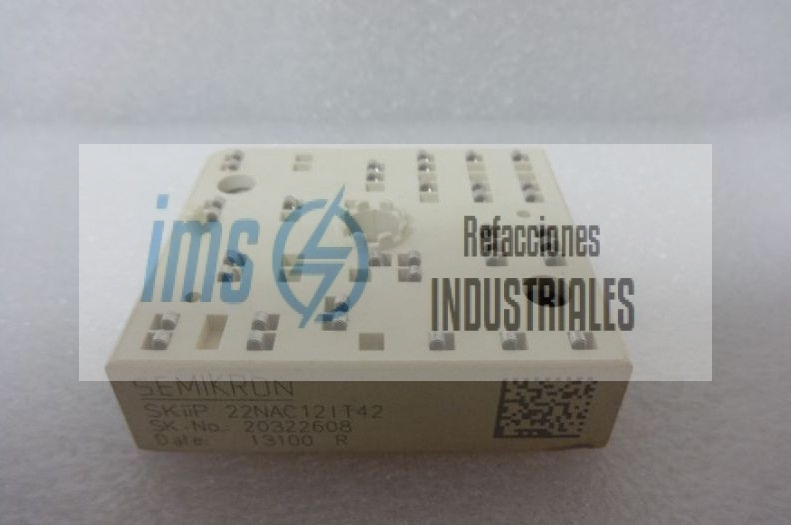 ims
Refacciones
INDUSTRIALES
SEMIKRON
SKiiP 22NAC12IT42
SK.-No. 20322608
Date: 13100 R